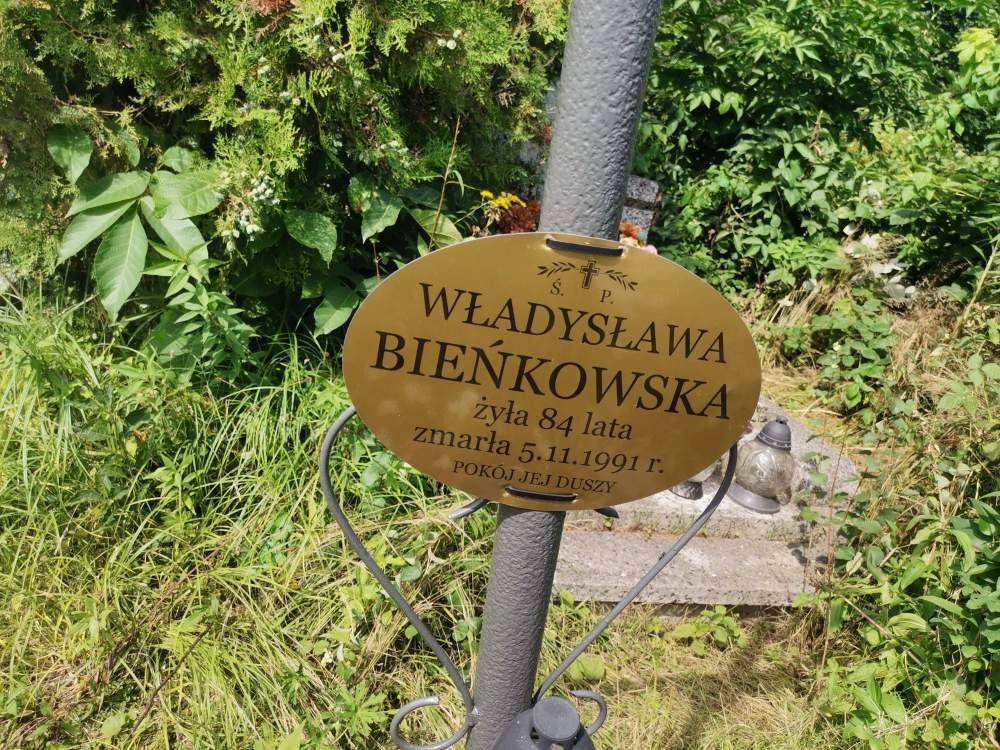 Ś. P.
WŁADYSŁAWA
BIEŃKOWSKA
żyła 84 lata
zmarła 5.11.1991 r.
POKÓJ JEJ DUSZY